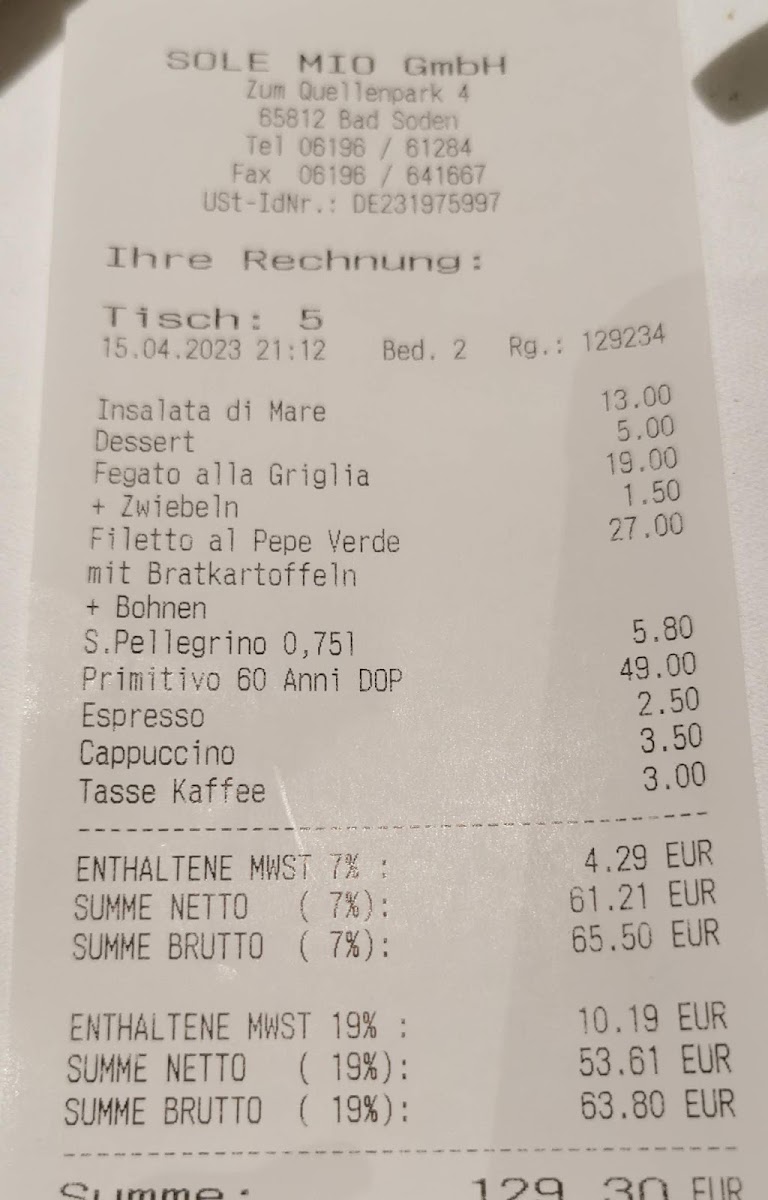 SOLE MIO GmbH
Zum Quellenpark 4
65812 Bad Soden
Tel 06196 / 61284
Fax 06196 / 641667
USt-IdNr.: DE231975997
Ihre Rechnung:
Tisch: 5
15.04.2023 21:12 Bed. 2 Rg.: 129234
Insalata di Mare 13.00
Dessert 5.00
Fegato alla Griglia 19.00
+ Zwiebeln 1.50
Filetto al Pepe Verde 27.00
mit Bratkartoffeln
+ Bohnen
S.Pellegrino 0,75l 5.80
Primitivo 60 Anni DOP 49.00
Espresso 2.50
Cappuccino 3.50
Tasse Kaffee 3.00
ENTHALTENE MWST 7% : 4.29 EUR
SUMME NETTO ( 7%): 61.21 EUR
SUMME BRUTTO ( 7%): 65.50 EUR
ENTHALTENE MWST 19% : 10.19 EUR
SUMME NETTO ( 19%): 53.61 EUR
SUMME BRUTTO ( 19%): 63.80 EUR
Summe: 129.30 EUR